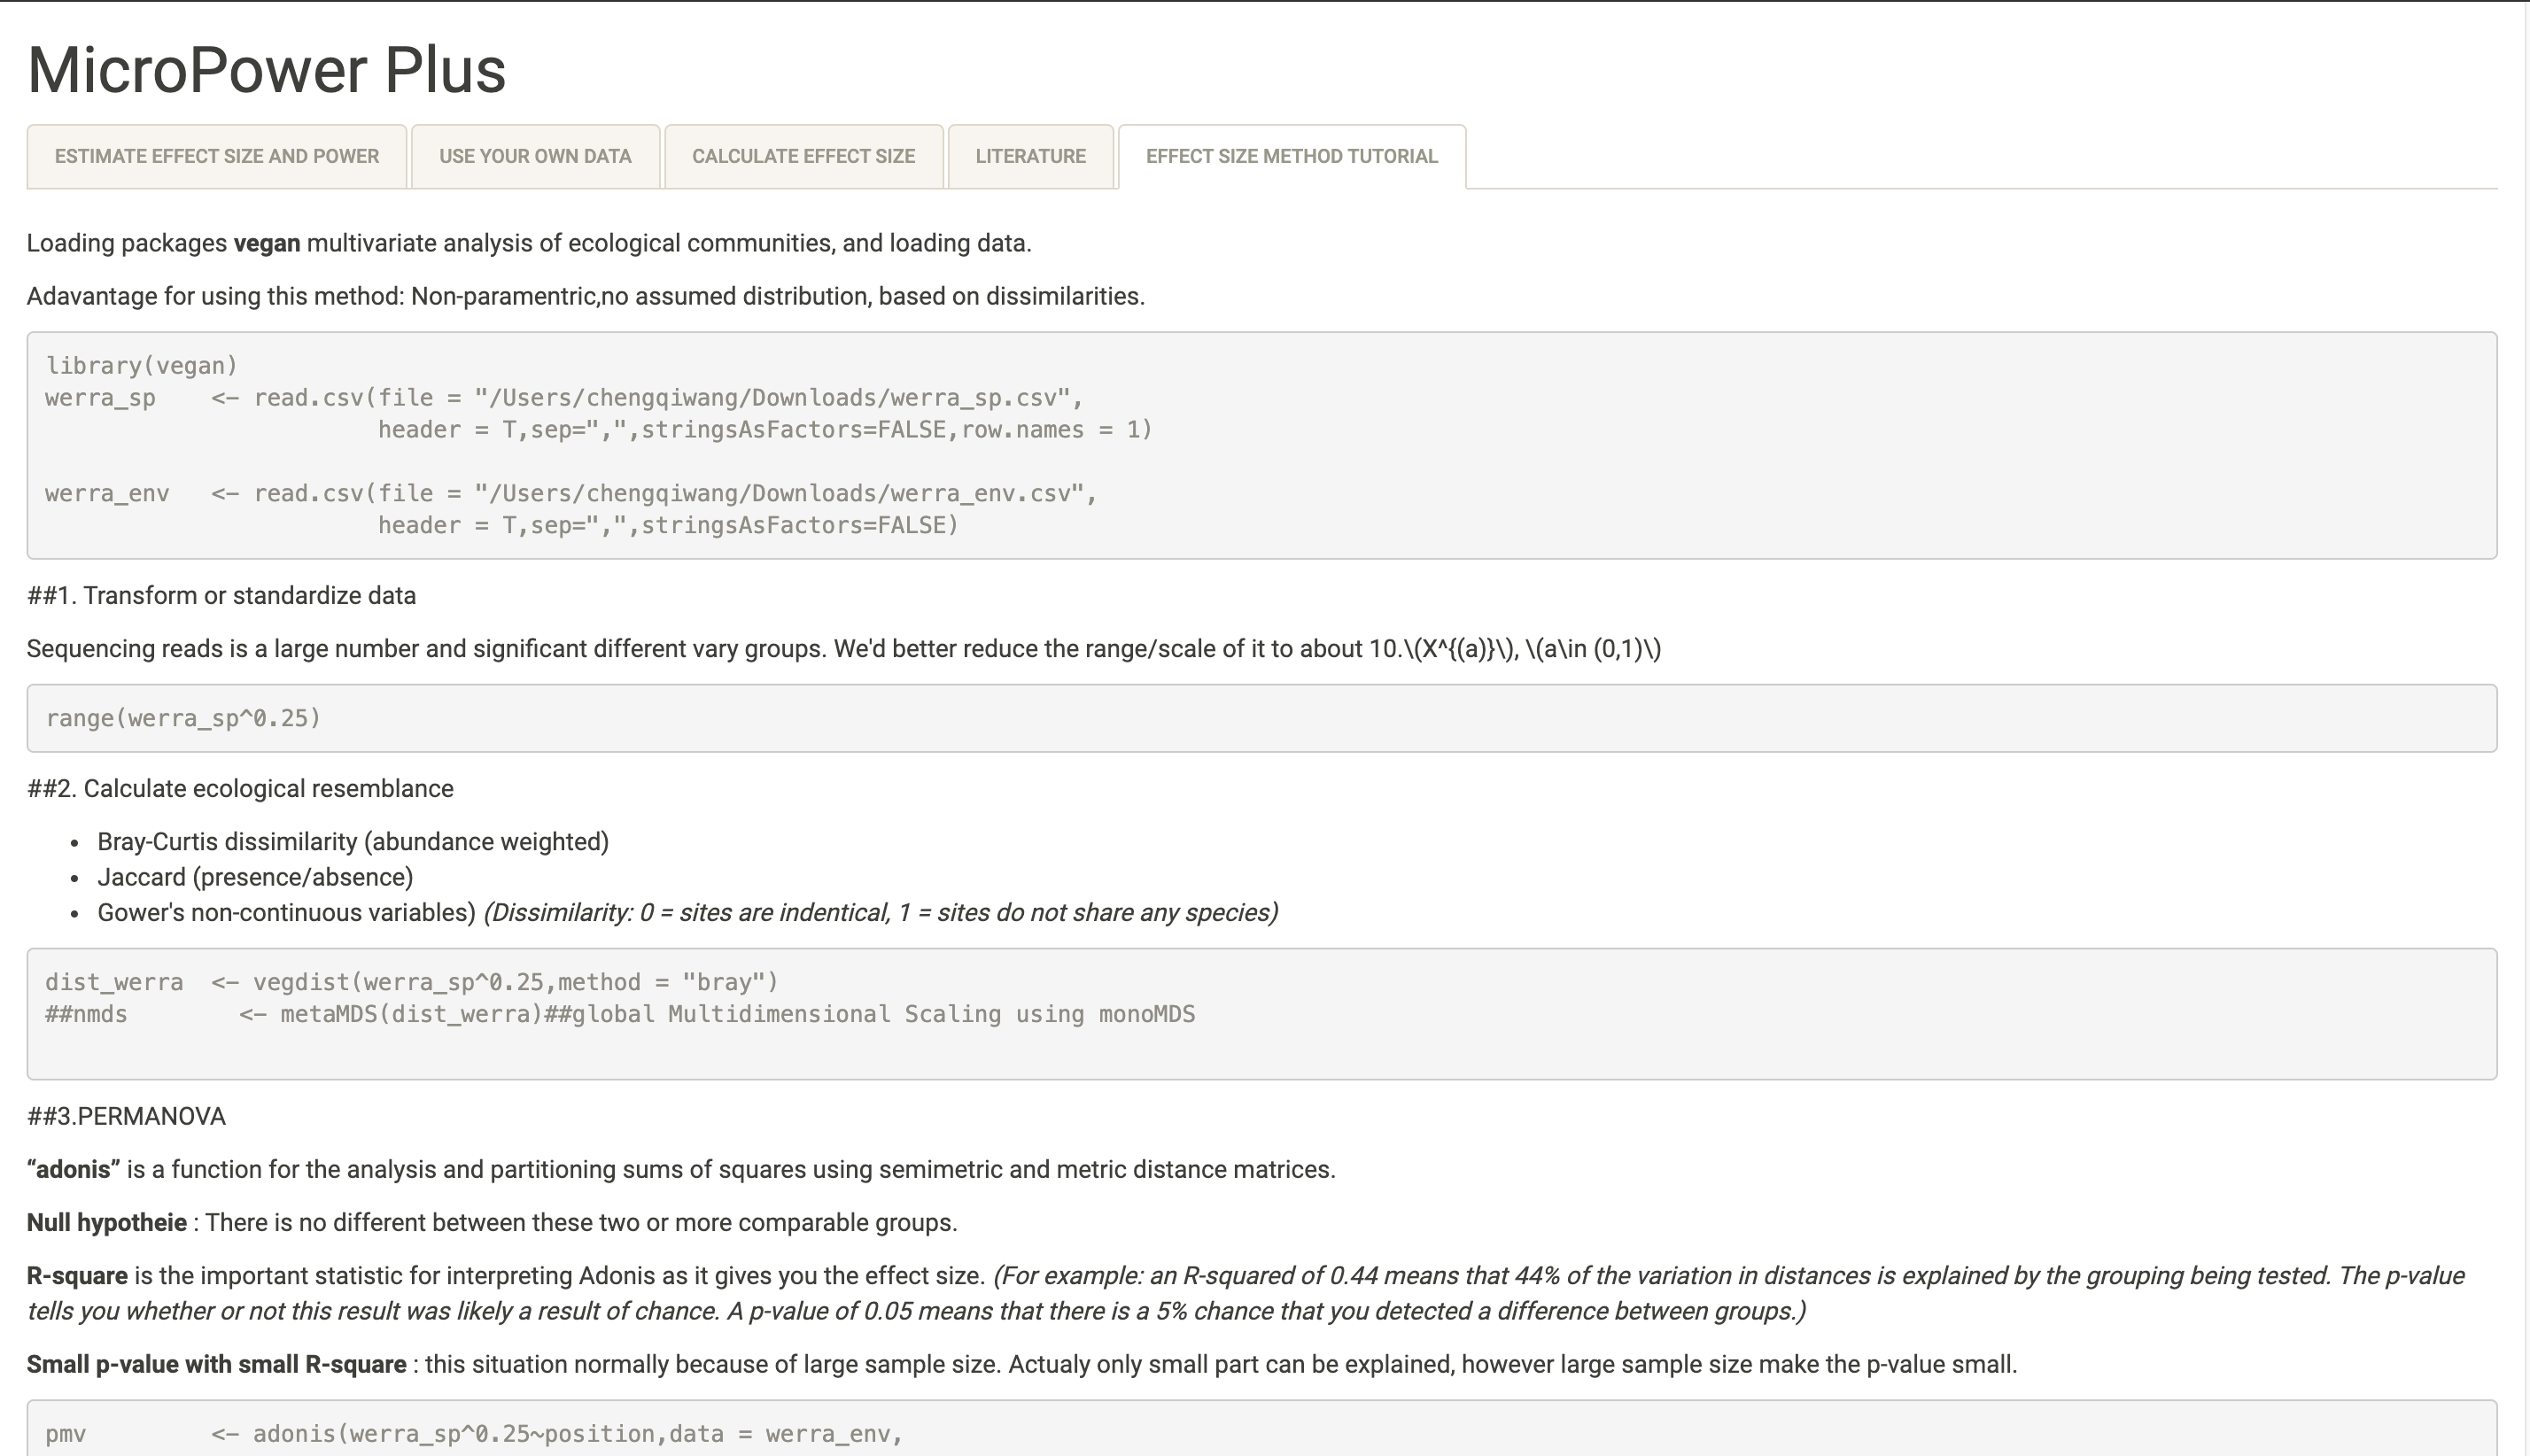 MicroPower Plus
ESTIMATE EFFECT SIZE AND POWER
USE YOUR OWN DATA
CALCULATE EFFECT SIZE
LITERATURE
EFFECT SIZE METHOD TUTORIAL
Loading packages vegan multivariate analysis of ecological communities, and loading data.
Adavantage for using this method: Non-paramentric,no assumed distribution, based on dissimilarities.
library(vegan)
werra_sp    <- read.csv(file = "/Users/chengqiwang/Downloads/werra_sp.csv",
                        header = T,sep=",",stringsAsFactors=FALSE,row.names = 1)
werra_env   <- read.csv(file = "/Users/chengqiwang/Downloads/werra_env.csv",
                        header = T,sep=",",stringsAsFactors=FALSE)
##1. Transform or standardize data
Sequencing reads is a large number and significant different vary groups. We'd better reduce the range/scale of it to about 10.\(X^{(a)}\), \(a\in (0,1)\)
range(werra_sp^0.25)
##2. Calculate ecological resemblance
• Bray-Curtis dissimilarity (abundance weighted)
• Jaccard (presence/absence)
• Gower's non-continuous variables) (Dissimilarity: 0 = sites are indentical, 1 = sites do not share any species)
dist_werra  <- vegdist(werra_sp^0.25,method = "bray")
##nmds        <- metaMDS(dist_werra)##global Multidimensional Scaling using monoMDS
##3.PERMANOVA
“adonis” is a function for the analysis and partitioning sums of squares using semimetric and metric distance matrices.
Null hypotheie : There is no different between these two or more comparable groups.
R-square is the important statistic for interpreting Adonis as it gives you the effect size. (For example: an R-squared of 0.44 means that 44% of the variation in distances is explained by the grouping being tested. The p-value
tells you whether or not this result was likely a result of chance. A p-value of 0.05 means that there is a 5% chance that you detected a difference between groups.)
Small p-value with small R-square : this situation normally because of large sample size. Actualy only small part can be explained, however large sample size make the p-value small.
pmv         <- adonis(werra_sp^0.25~position,data = werra_env,